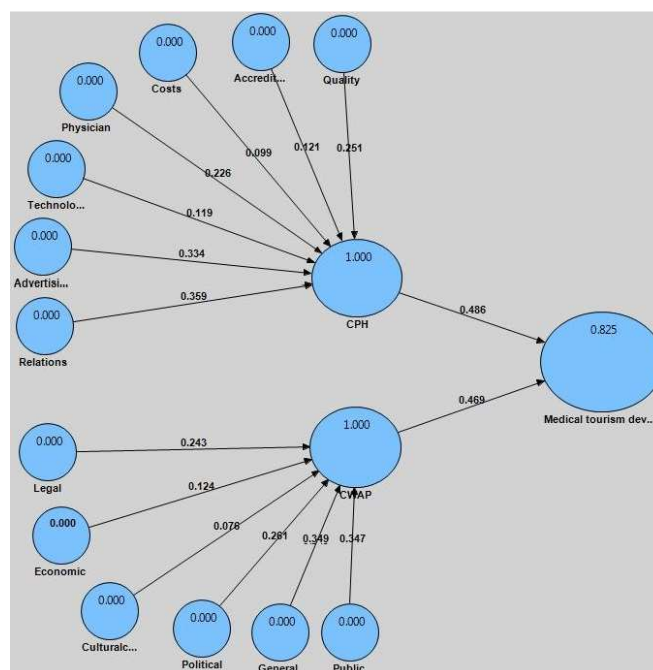 0.000
Costs
0.000
Accredit...
0.000
Quality
0.000
Physician
0.000
Technolo...
0.000
Advertisi...
0.000
Relations
0.099
0.121
0.251
0.226
0.119
0.334
0.359
1.000
CPH
0.486
0.825
Medical tourism dev...
0.469
1.000
CWAP
0.000
Legal
0.243
0.000
Economic
0.124
0.076
0.261
0.349
0.347
0.000
Culturalc...
0.000
Political
0.000
General
0.000
Public